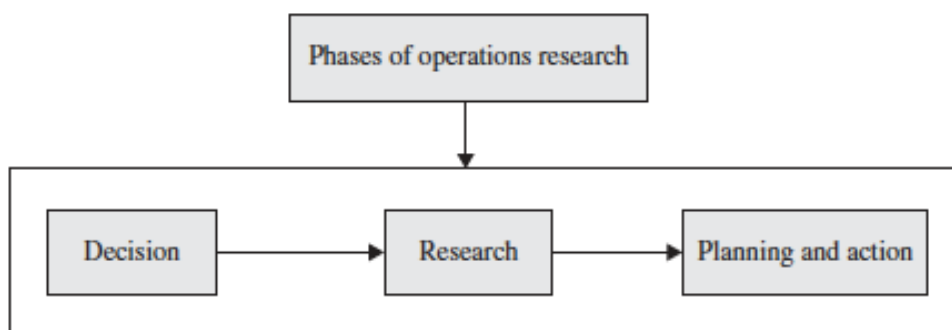 Phases of operations research
Decision
Research
Planning and action